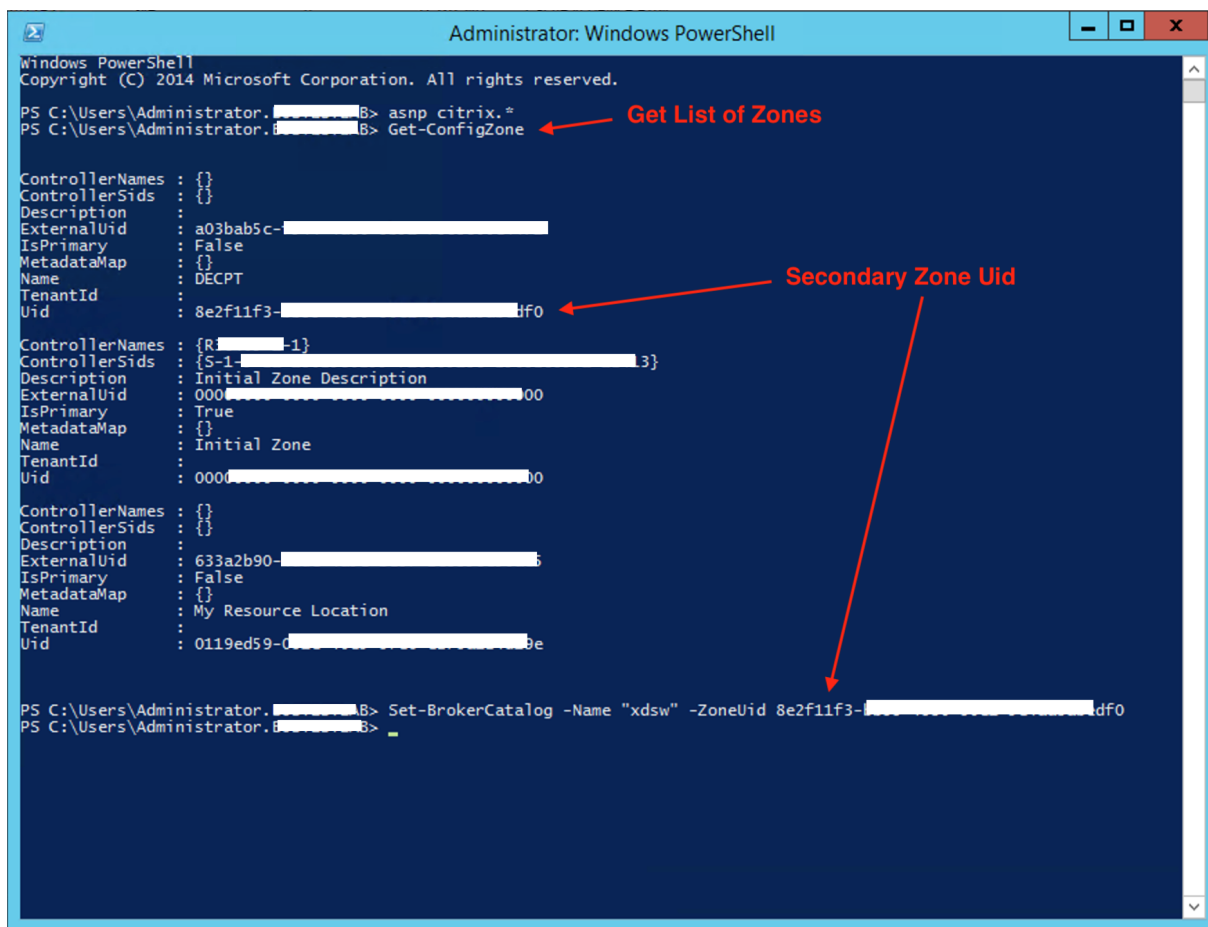 Administrator: Windows PowerShell
Windows PowerShell
Copyright (C) 2014 Microsoft Corporation. All rights reserved.
PS C:\Users\Administrator. B> asnp citrix.*
Get List of Zones
PS C:\Users\Administrator. B> Get-ConfigZone
ControllerNames : {}
ControllerSids : {}
Description :
ExternalUid : a03bab5c-
IsPrimary : False
MetadataMap : {}
Name : DECPT
Secondary Zone Uid
TenantId :
Uid : 8e2f11f3- df0
ControllerNames : {R -1}
ControllerSids : {S-1- 13}
Description : Initial Zone Description
ExternalUid : 000 00
IsPrimary : True
MetadataMap : {}
Name : Initial Zone
TenantId :
Uid : 000 00
ControllerNames : {}
ControllerSids : {}
Description :
ExternalUid : 633a2b90-
IsPrimary : False
MetadataMap : {}
Name : My Resource Location
TenantId :
Uid : 0119ed59- 9e
PS C:\Users\Administrator. B> Set-BrokerCatalog -Name "xdsw" -ZoneUid 8e2f11f3- df0
PS C:\Users\Administrator. B>